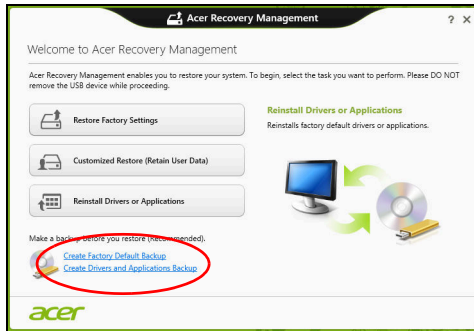 Acer Recovery Management
? X
Welcome to Acer Recovery Management
Acer Recovery Management enables you to restore your system. To begin, select the task you want to perform. Please DO NOT
remove the USB device while proceeding.
Restore Factory Settings
Customized Restore (Retain User Data)
Reinstall Drivers or Applications
Reinstall Drivers or Applications
Reinstalls factory default drivers or applications.
Make a backup before you restore (Recommended).
Create Factory Default Backup
Create Drivers and Applications Backup
acer